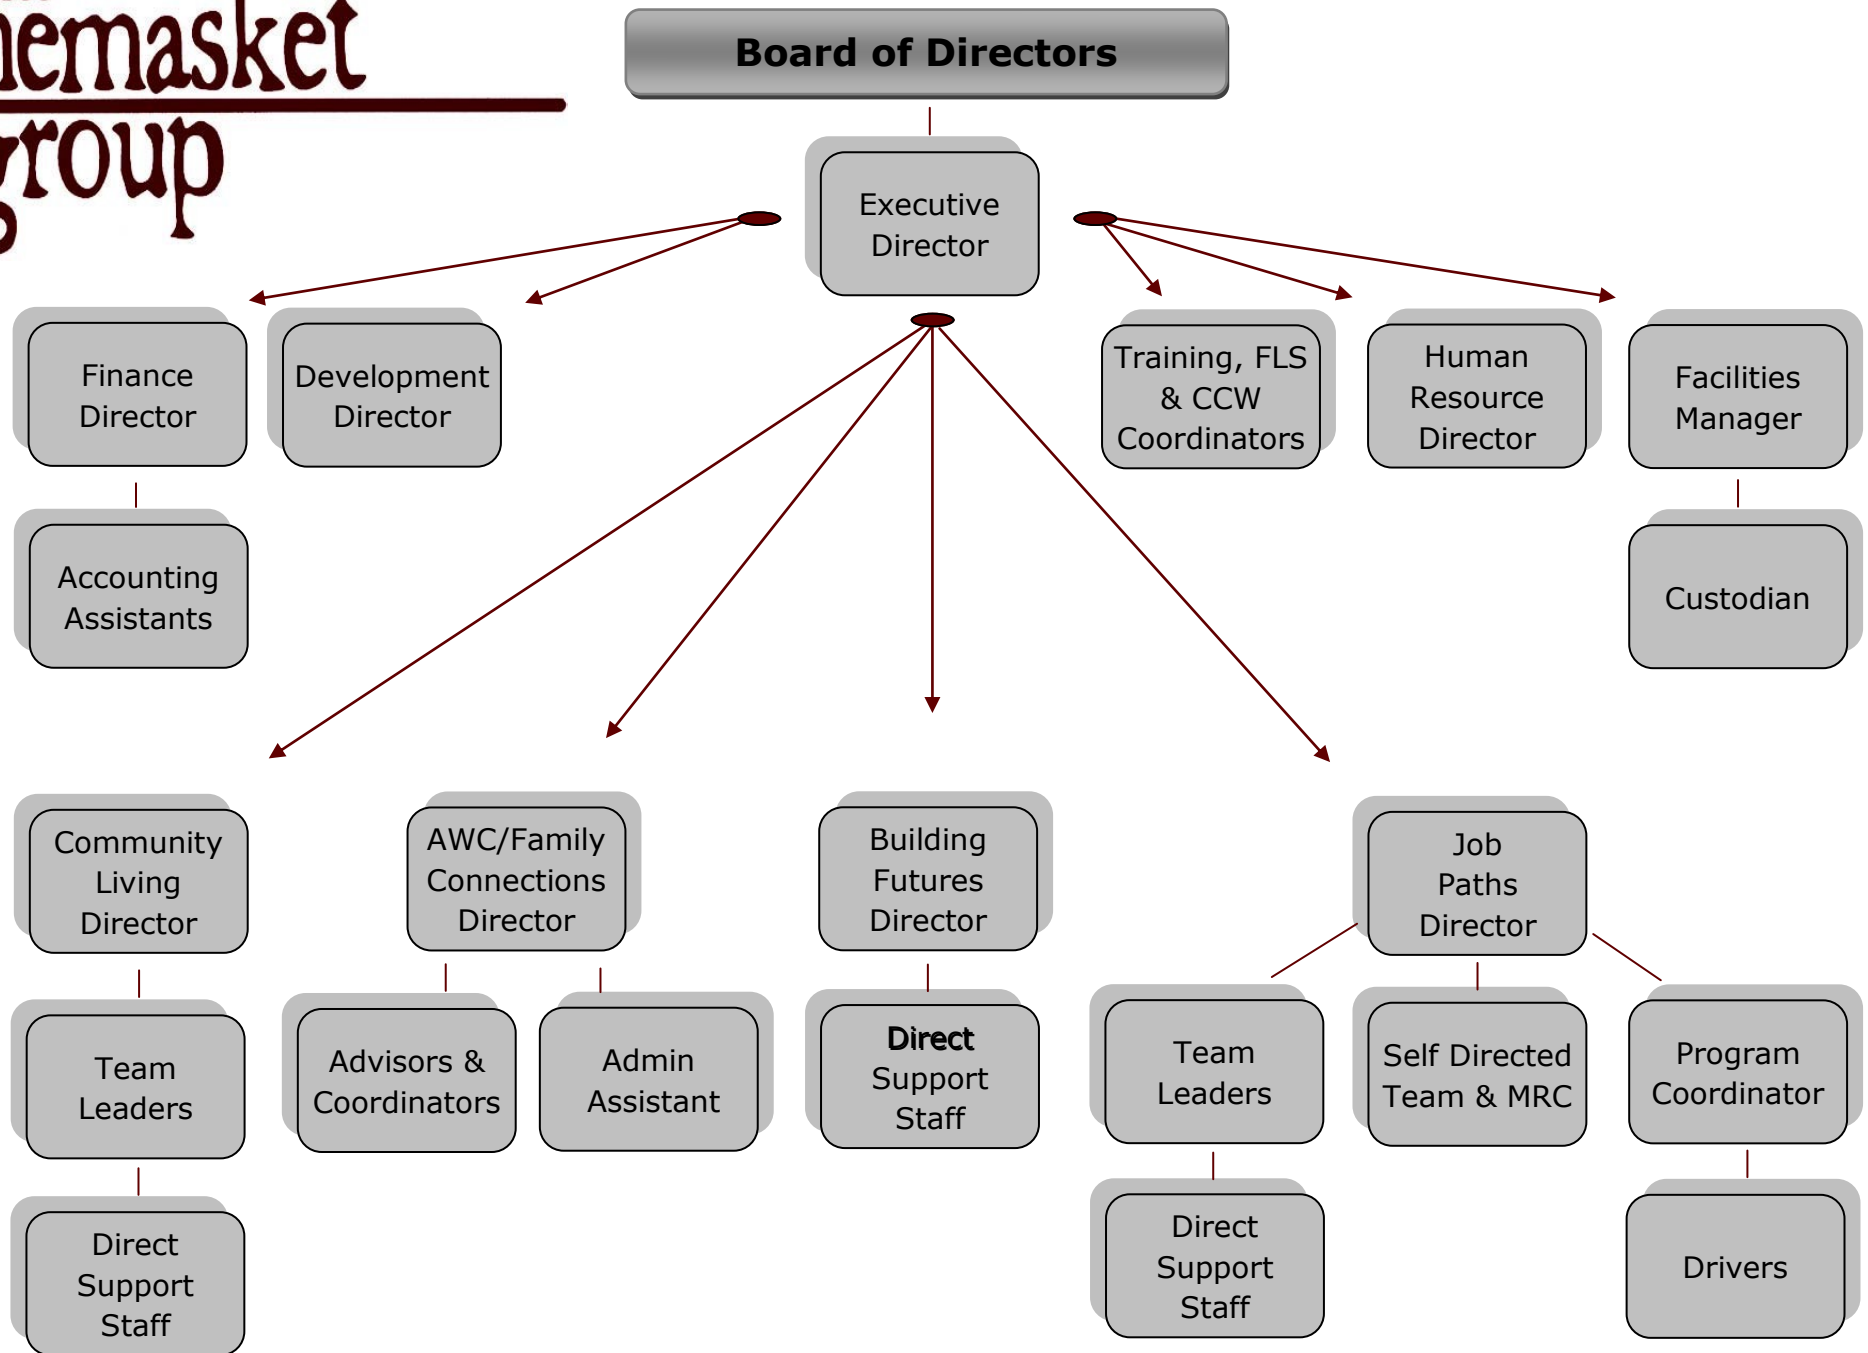 nemasket
group
Board of Directors
Executive
Director
Finance
Director
Development
Director
Training, FLS
& CCW
Coordinators
Human
Resource
Director
Facilities
Manager
Accounting
Assistants
Custodian
Community
Living
Director
AWC/Family
Connections
Director
Building
Futures
Director
Job
Paths
Director
Team
Leaders
Advisors &
Coordinators
Admin
Assistant
Direct
Support
Staff
Team
Leaders
Self Directed
Team & MRC
Program
Coordinator
Direct
Support
Staff
Direct
Support
Staff
Drivers